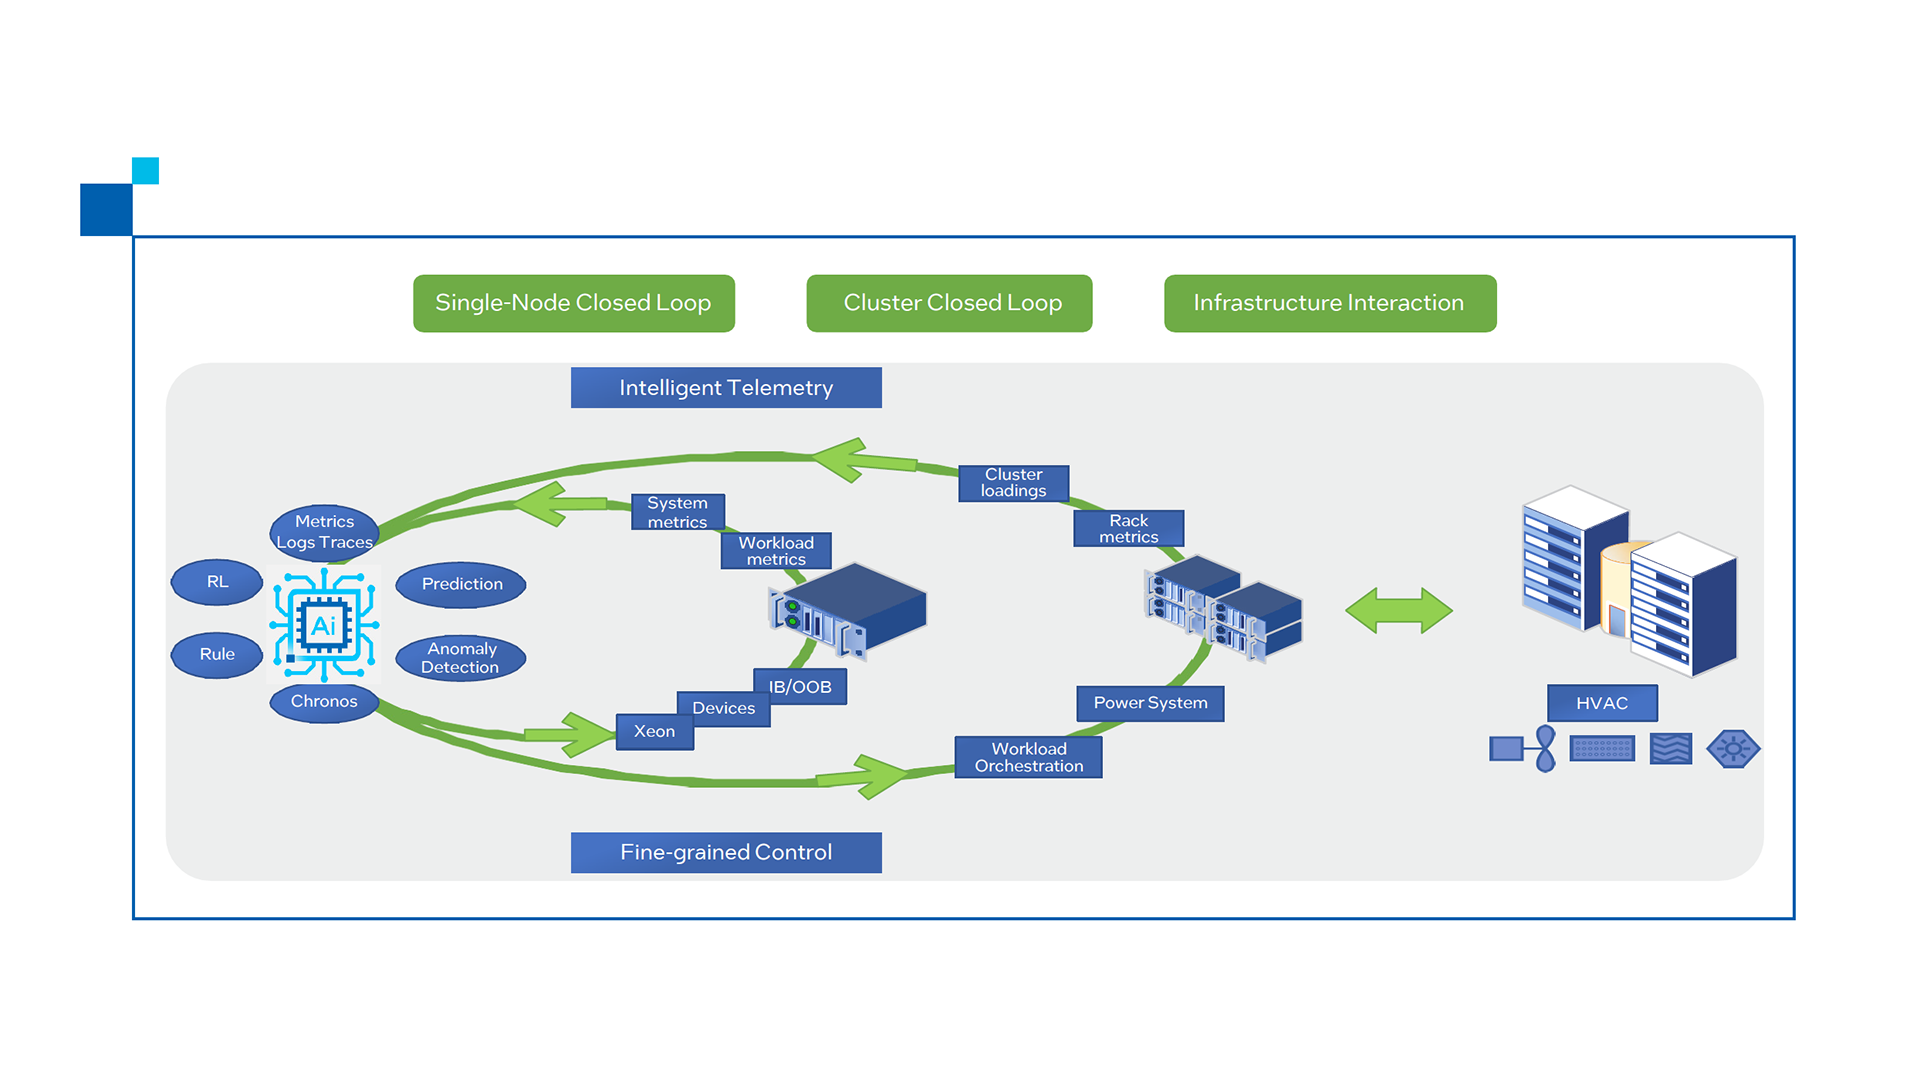 Single-Node Closed Loop
Cluster Closed Loop
Infrastructure Interaction
Intelligent Telemetry
Cluster
loadings
Rack
metrics
System
metrics
Workload
metrics
Metrics
Logs Traces
RL
Prediction
Ai
Rule
Anomaly
Detection
Chronos
IB/OOB
Devices
Xeon
Power System
Workload
Orchestration
HVAC
Fine-grained Control